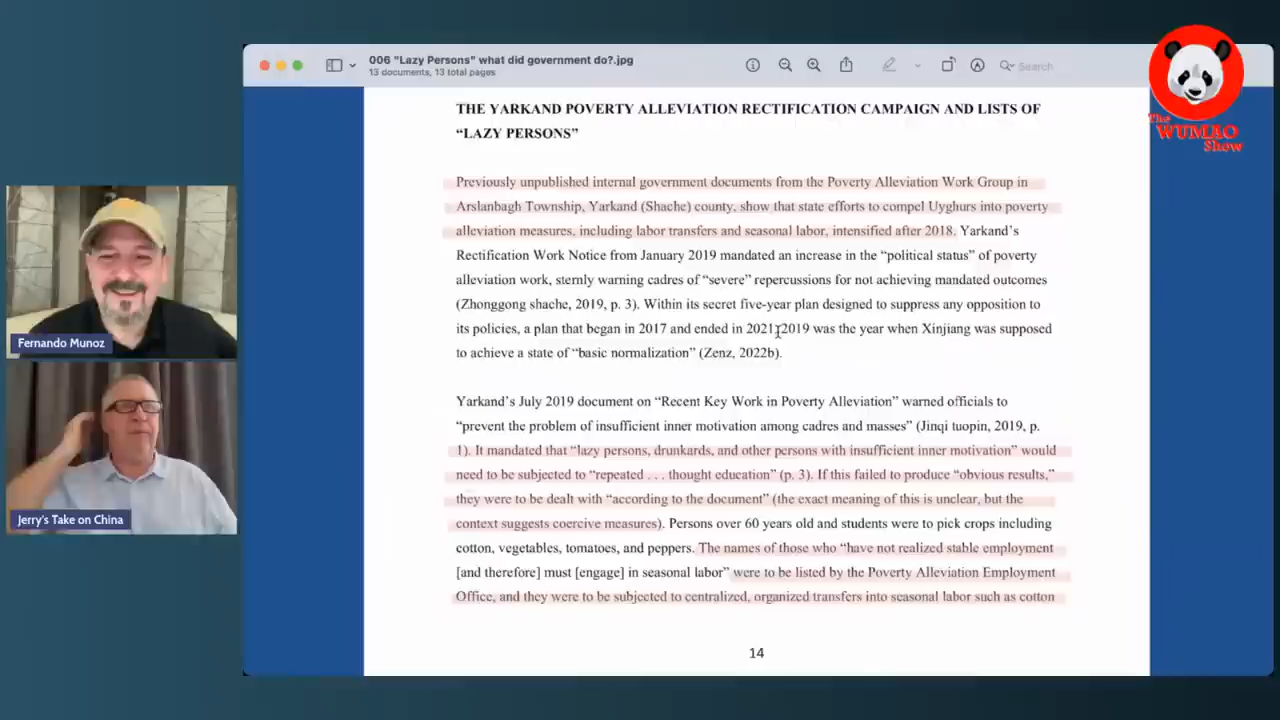 006 "Lazy Persons" what did government do?.jpg
13 documents, 13 total pages
Search
The
WUMAO
Show
THE YARKAND POVERTY ALLEVIATION RECTIFICATION CAMPAIGN AND LISTS OF
“LAZY PERSONS”
Previously unpublished internal government documents from the Poverty Alleviation Work Group in
Arslanbagh Township, Yarkand (Shache) county, show that state efforts to compel Uyghurs into poverty
alleviation measures, including labor transfers and seasonal labor, intensified after 2018. Yarkand’s
Rectification Work Notice from January 2019 mandated an increase in the “political status” of poverty
alleviation work, sternly warning cadres of “severe” repercussions for not achieving mandated outcomes
(Zhonggong shache, 2019, p. 3). Within its secret five-year plan designed to suppress any opposition to
its policies, a plan that began in 2017 and ended in 2021, 2019 was the year when Xinjiang was supposed
to achieve a state of “basic normalization” (Zenz, 2022b).
Yarkand’s July 2019 document on “Recent Key Work in Poverty Alleviation” warned officials to
“prevent the problem of insufficient inner motivation among cadres and masses” (Jinqi tuopin, 2019, p.
1). It mandated that “lazy persons, drunkards, and other persons with insufficient inner motivation” would
need to be subjected to “repeated . . . thought education” (p. 3). If this failed to produce “obvious results,”
they were to be dealt with “according to the document” (the exact meaning of this is unclear, but the
context suggests coercive measures). Persons over 60 years old and students were to pick crops including
cotton, vegetables, tomatoes, and peppers. The names of those who “have not realized stable employment
[and therefore] must [engage] in seasonal labor” were to be listed by the Poverty Alleviation Employment
Office, and they were to be subjected to centralized, organized transfers into seasonal labor such as cotton
14
Fernando Munoz
Jerry's Take on China